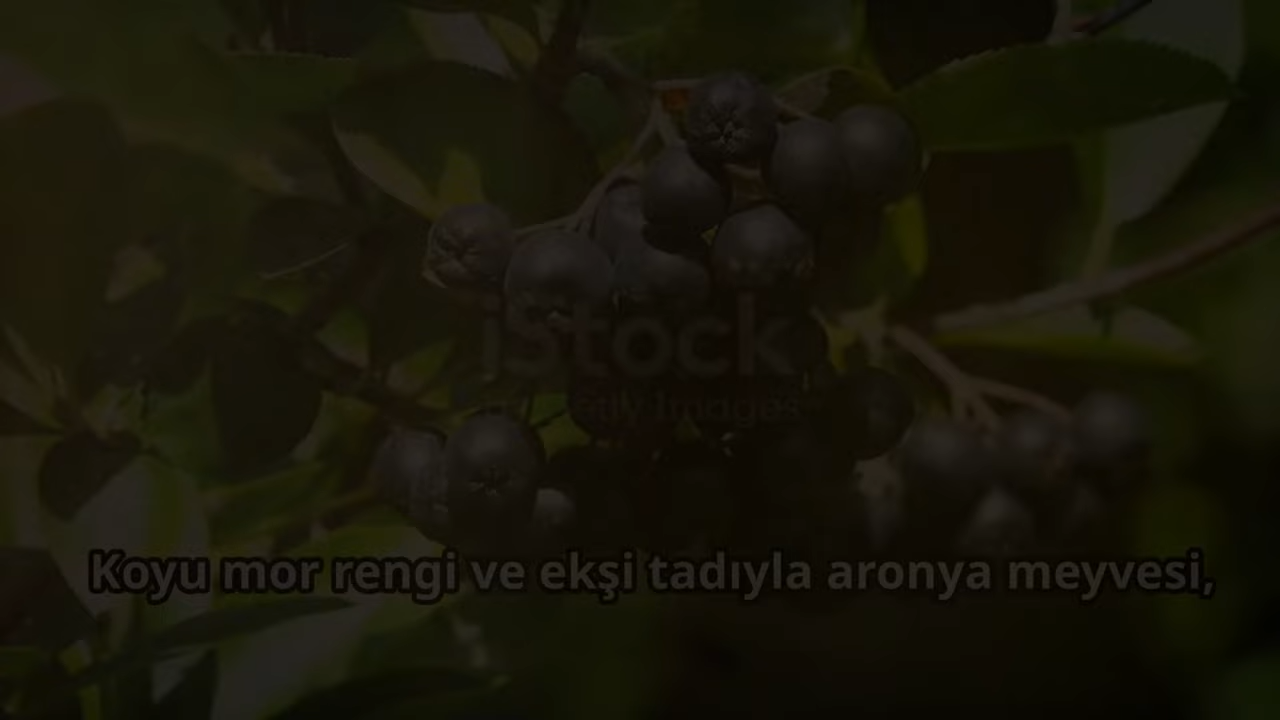 iStock
Getty Images
Koyu mor rengi ve ekşi tadıyla aronya meyvesi,